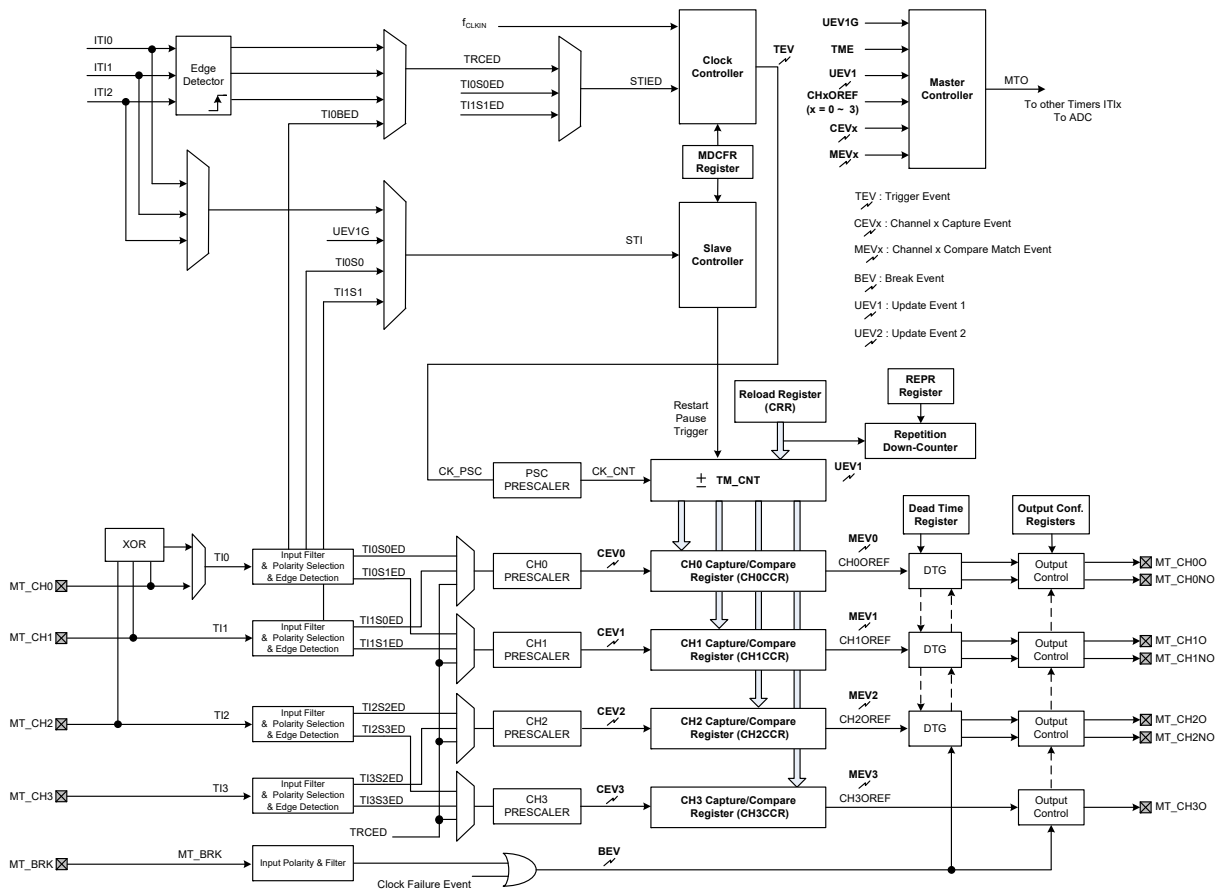 ITI0
ITI1
ITI2
Edge
Detector
TI0BED
fCLKIN
TRCED
TI0S0ED
TI1S1ED
STIED
Clock
Controller
TEV
MDCFR
Register
UEV1G
TI0S0
TI1S1
STI
Slave
Controller
UEV1G
TME
UEV1
CHxOREF
(x = 0 ~ 3)
CEVx
MEVx
Master
Controller
MTO
To other Timers ITIx
To ADC
TEV : Trigger Event
CEVx : Channel x Capture Event
MEVx : Channel x Compare Match Event
BEV : Break Event
UEV1 : Update Event 1
UEV2 : Update Event 2
Restart
Pause
Trigger
Reload Register
(CRR)
REPR
Register
Repetition
Down-Counter
UEV1
CK_PSC
PSC
PRESCALER
CK_CNT
± TM_CNT
Dead Time
Register
Output Conf.
Registers
XOR
MT_CH0
TI0
Input Filter
& Polarity Selection
& Edge Detection
TI0S0ED
TI0S1ED
CH0
PRESCALER
CEV0
CH0 Capture/Compare
Register (CH0CCR)
MEV0
CH0OREF
DTG
Output
Control
MT_CH0O
MT_CH0NO
MT_CH1
TI1
Input Filter
& Polarity Selection
& Edge Detection
TI1S0ED
TI1S1ED
CH1
PRESCALER
CEV1
CH1 Capture/Compare
Register (CH1CCR)
MEV1
CH1OREF
DTG
Output
Control
MT_CH1O
MT_CH1NO
MT_CH2
TI2
Input Filter
& Polarity Selection
& Edge Detection
TI2S2ED
TI2S3ED
CH2
PRESCALER
CEV2
CH2 Capture/Compare
Register (CH2CCR)
MEV2
CH2OREF
DTG
Output
Control
MT_CH2O
MT_CH2NO
MT_CH3
TI3
Input Filter
& Polarity Selection
& Edge Detection
TI3S2ED
TI3S3ED
TRCED
CH3
PRESCALER
CEV3
CH3 Capture/Compare
Register (CH3CCR)
MEV3
CH3OREF
Output
Control
MT_CH3O
MT_BRK
MT_BRK
Input Polarity & Filter
Clock Failure Event
BEV